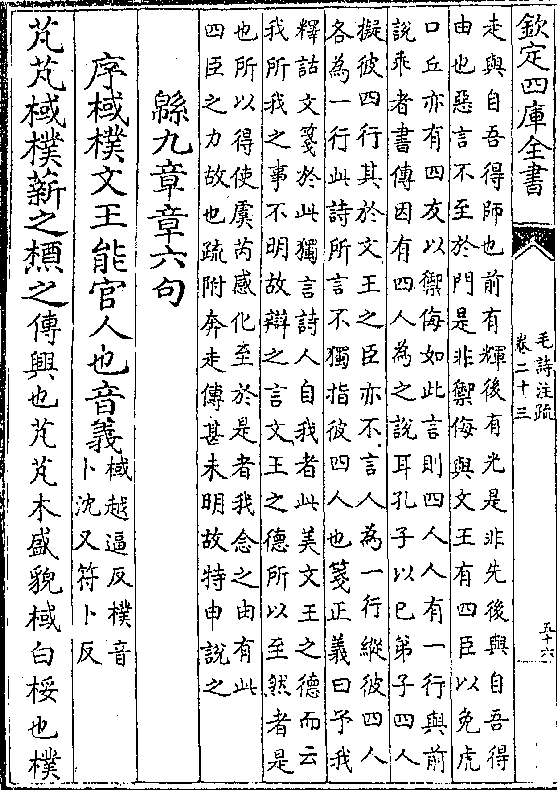 欽定四庫全書
毛詩注疏
卷二十三
五十六
走與自吾得師也前有輝後有光是非先後與自吾得
由也惡言不至於門是非禦侮與文王有四臣以免虎
口丘亦有四友以禦侮如此言則四人人有一行與前
說乖者書傳因有四人為之說耳孔子以已弟子四人
擬彼四行其於文王之臣亦不言人為一行縱彼四人
各為一行此詩所言不獨指彼四人也箋正義曰予我
釋詁文箋於此獨言詩人自我者此美文王之德而云
我所我之事不明故辯之言文王之德所以至然者是
也所以得使虞芮感化至於是者我念之由有此
四臣之力故也疏附奔走傳甚未明故特申說之
緜九章章六句
序棫樸文王能官人也音義棫越逼反樸音
卜沈又符卜反
芃芃棫樸薪之槱之傳興也芃芃木盛貌棫白桵也樸